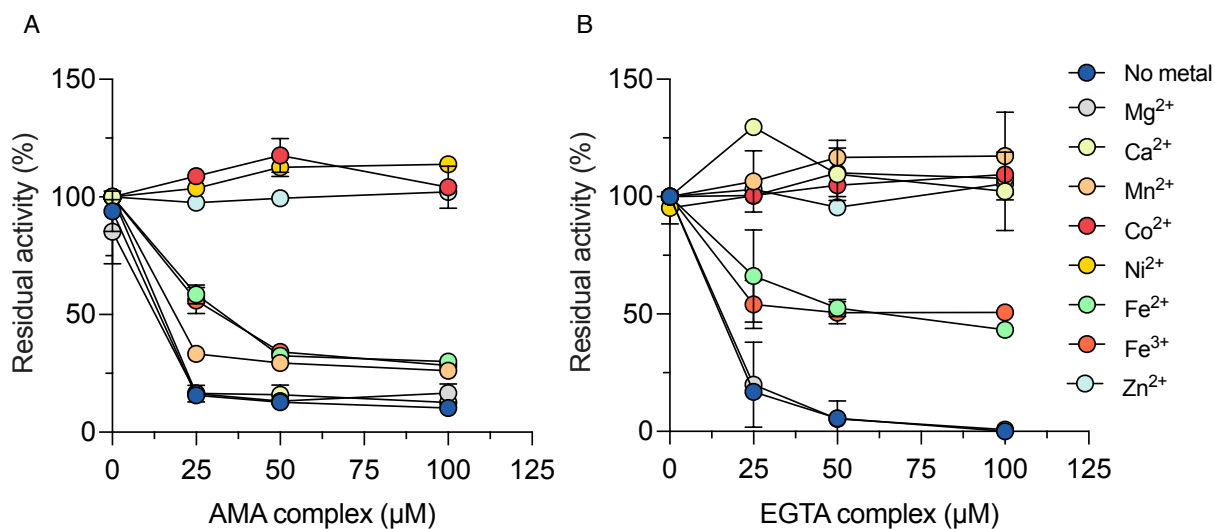 A
B
150
100
50
0
Residual activity (%)
0 25 50 75 100 125
AMA complex (µM)
150
100
50
0
Residual activity (%)
0 25 50 75 100 125
EGTA complex (µM)
No metal
Mg²⁺
Ca²⁺
Mn²⁺
Co²⁺
Ni²⁺
Fe²⁺
Fe³⁺
Zn²⁺